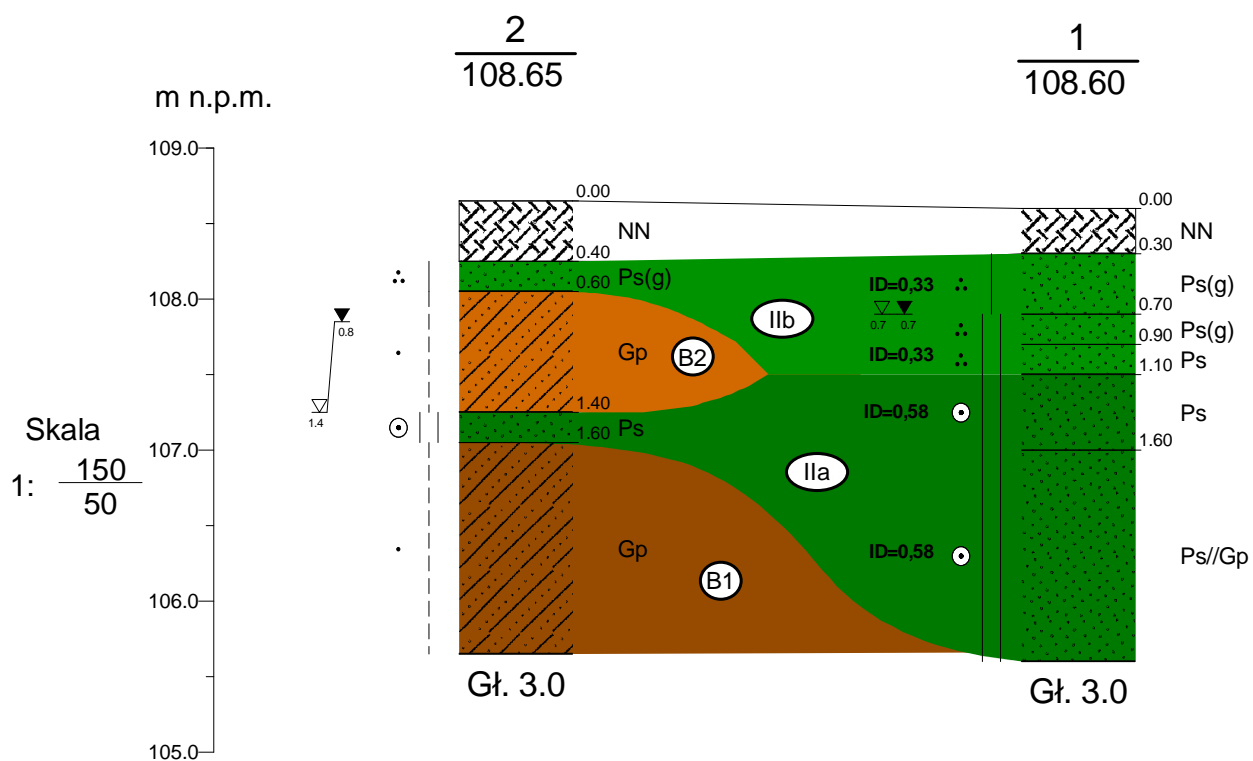 2
108.65
1
108.60
m n.p.m.
109.0
108.0
107.0
106.0
105.0
Skala
1: 150
50
0.8
1.4
0.00
NN
0.40
Ps(g)
0.60
Gp
B2
1.40
Ps
1.60
Gp
B1
Gł. 3.0
IIb
IIa
ID=0,33
0.7 0.7
ID=0,33
ID=0,58
ID=0,58
0.00
NN
0.30
Ps(g)
0.70
Ps(g)
0.90
Ps
1.10
Ps
1.60
Ps//Gp
Gł. 3.0